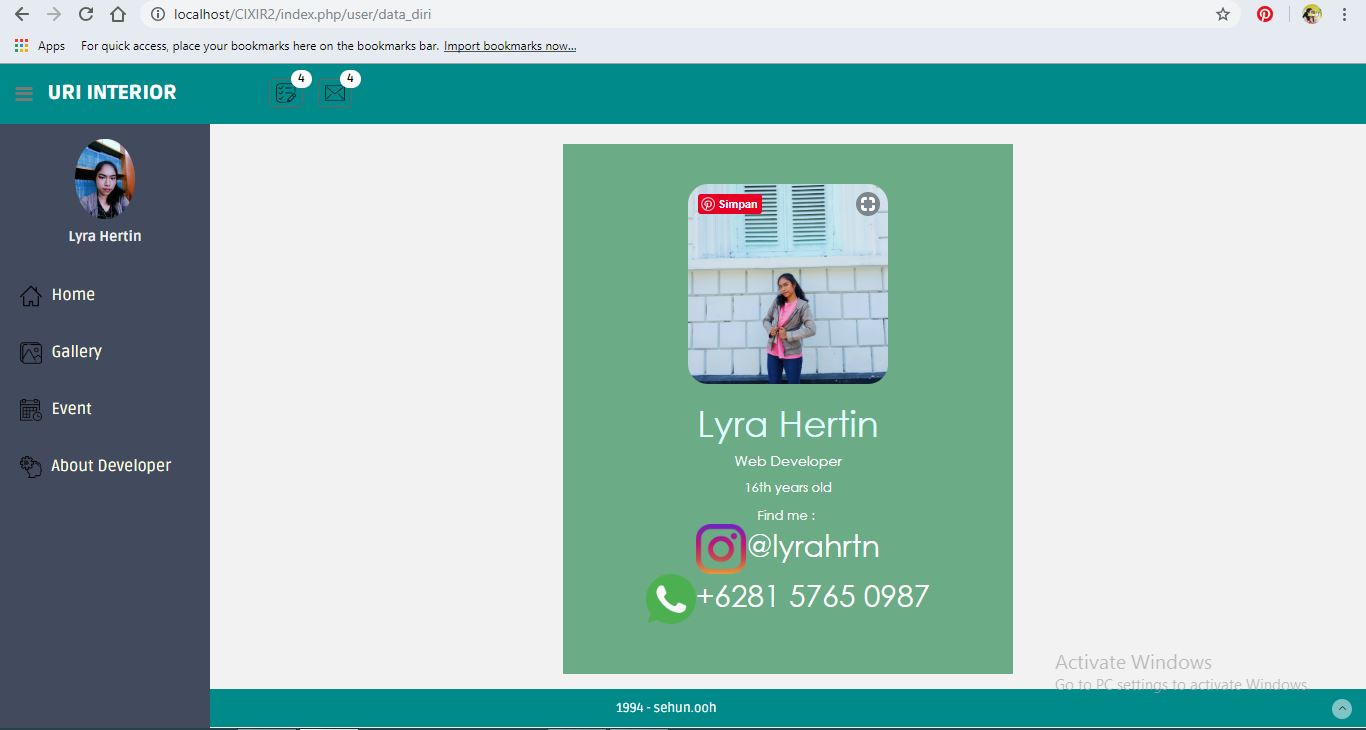 localhost/CIXIR2/index.php/user/data_diri
Apps For quick access, place your bookmarks here on the bookmarks bar. Import bookmarks now...
URI INTERIOR 4 4
Lyra Hertin
Home
Gallery
Event
About Developer
Simpan
Lyra Hertin
Web Developer
16th years old
Find me :
@lyrahrtn
+6281 5765 0987
Activate Windows
Go to PC settings to activate Windows.
1994 - sehun.ooh